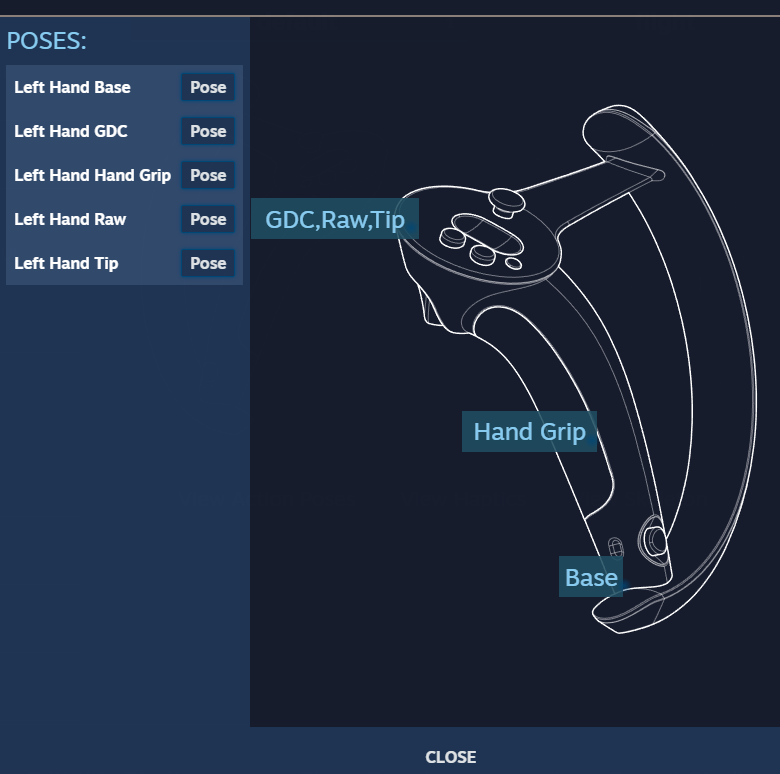 POSES:
Left Hand Base Pose
Left Hand GDC Pose
Left Hand Hand Grip Pose
Left Hand Raw Pose
Left Hand Tip Pose
GDC,Raw,Tip
Hand Grip
Base
CLOSE